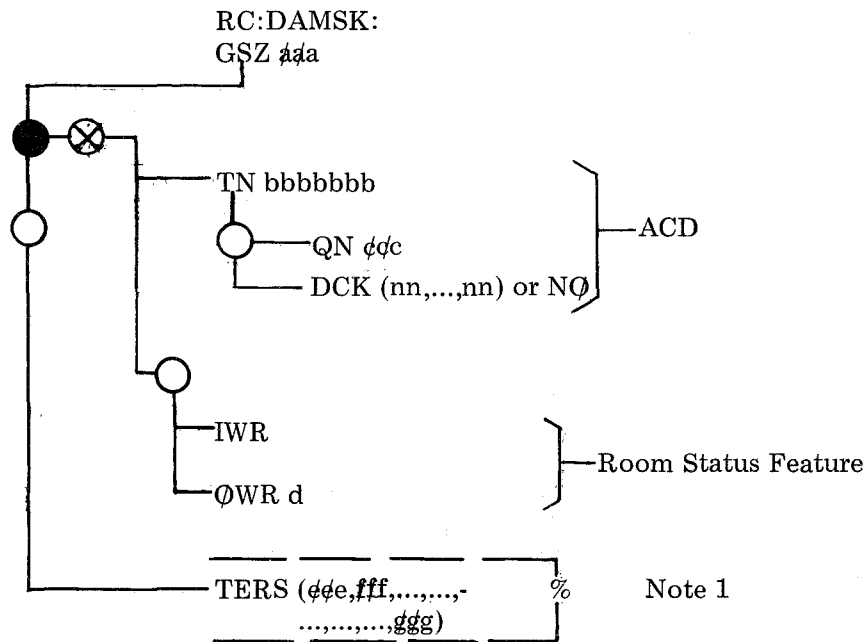 RC:DAMSK:
GSZ a̸a̸a
TN bbbbbbb
QN c̸c̸c
DCK (nn,...,nn) or NØ
ACD
IWR
ØWR d
Room Status Feature
TERS (e̸e̸e,f̸f̸f,...,...,-
...,...,...,g̸g̸g)
% Note 1